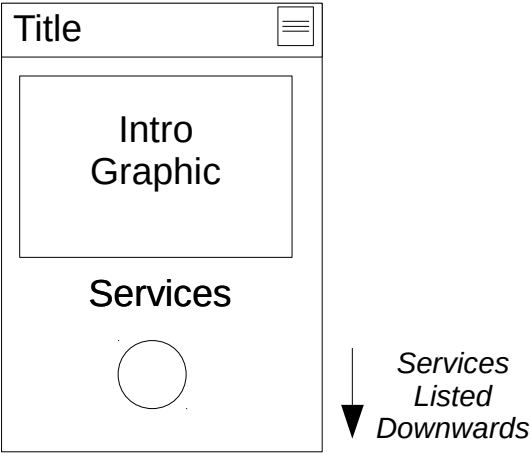 Title
Intro
Graphic
Services
Services
Listed
Downwards